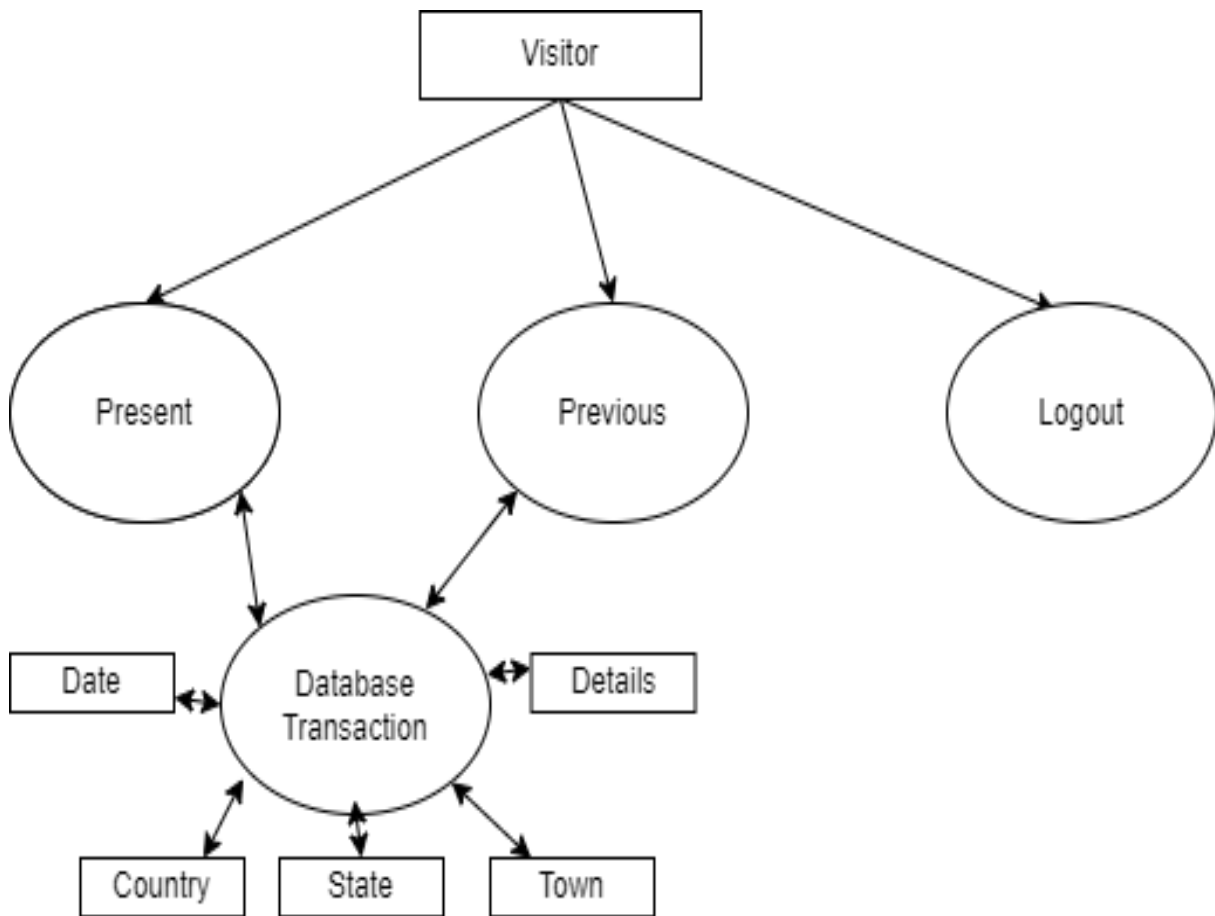 Visitor
Present
Previous
Logout
Date
Database
Transaction
Details
Country
State
Town